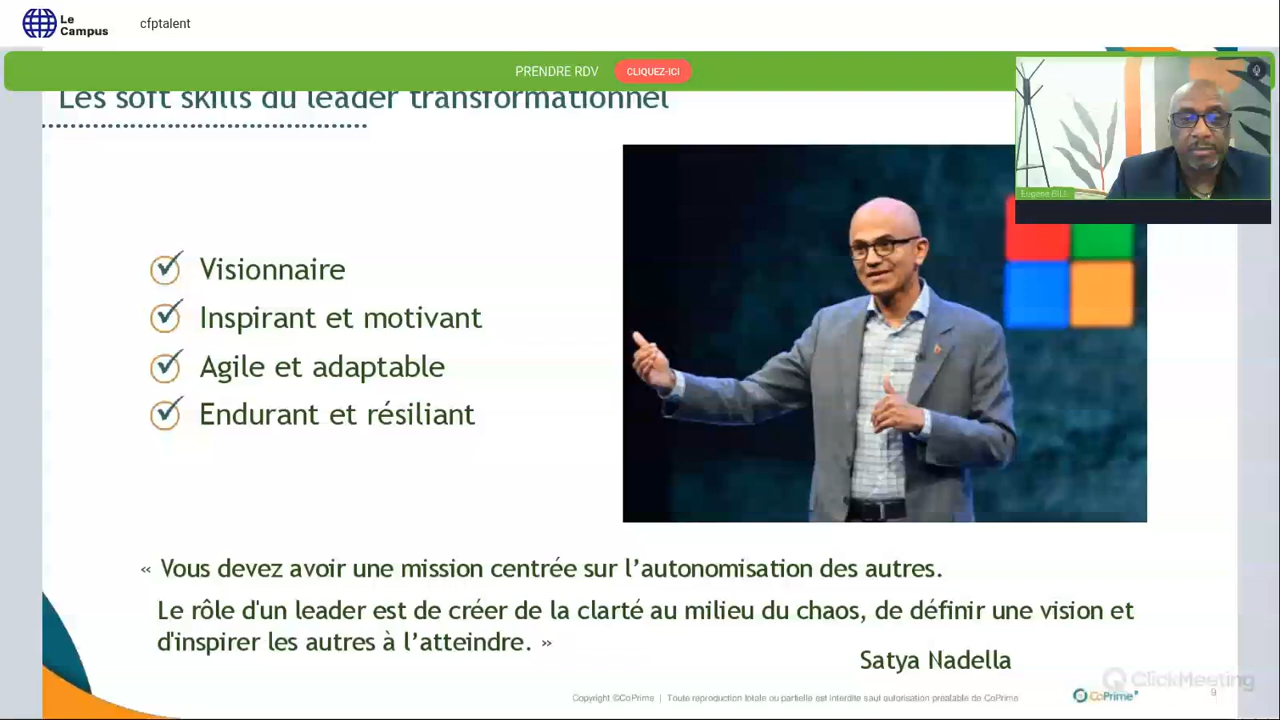 Le
Campus
cfptalent
PRENDRE RDV
CLIQUEZ-ICI
Les soft skills du leader transformationnel
Visionnaire
Inspirant et motivant
Agile et adaptable
Endurant et résiliant
« Vous devez avoir une mission centrée sur l’autonomisation des autres.
Le rôle d'un leader est de créer de la clarté au milieu du chaos, de définir une vision et
d'inspirer les autres à l’atteindre. »
Satya Nadella
ClickMeeting
Copyright ©CoPrime | Toute reproduction totale ou partielle est interdite sauf autorisation préalable de CoPrime
CoPrime
9